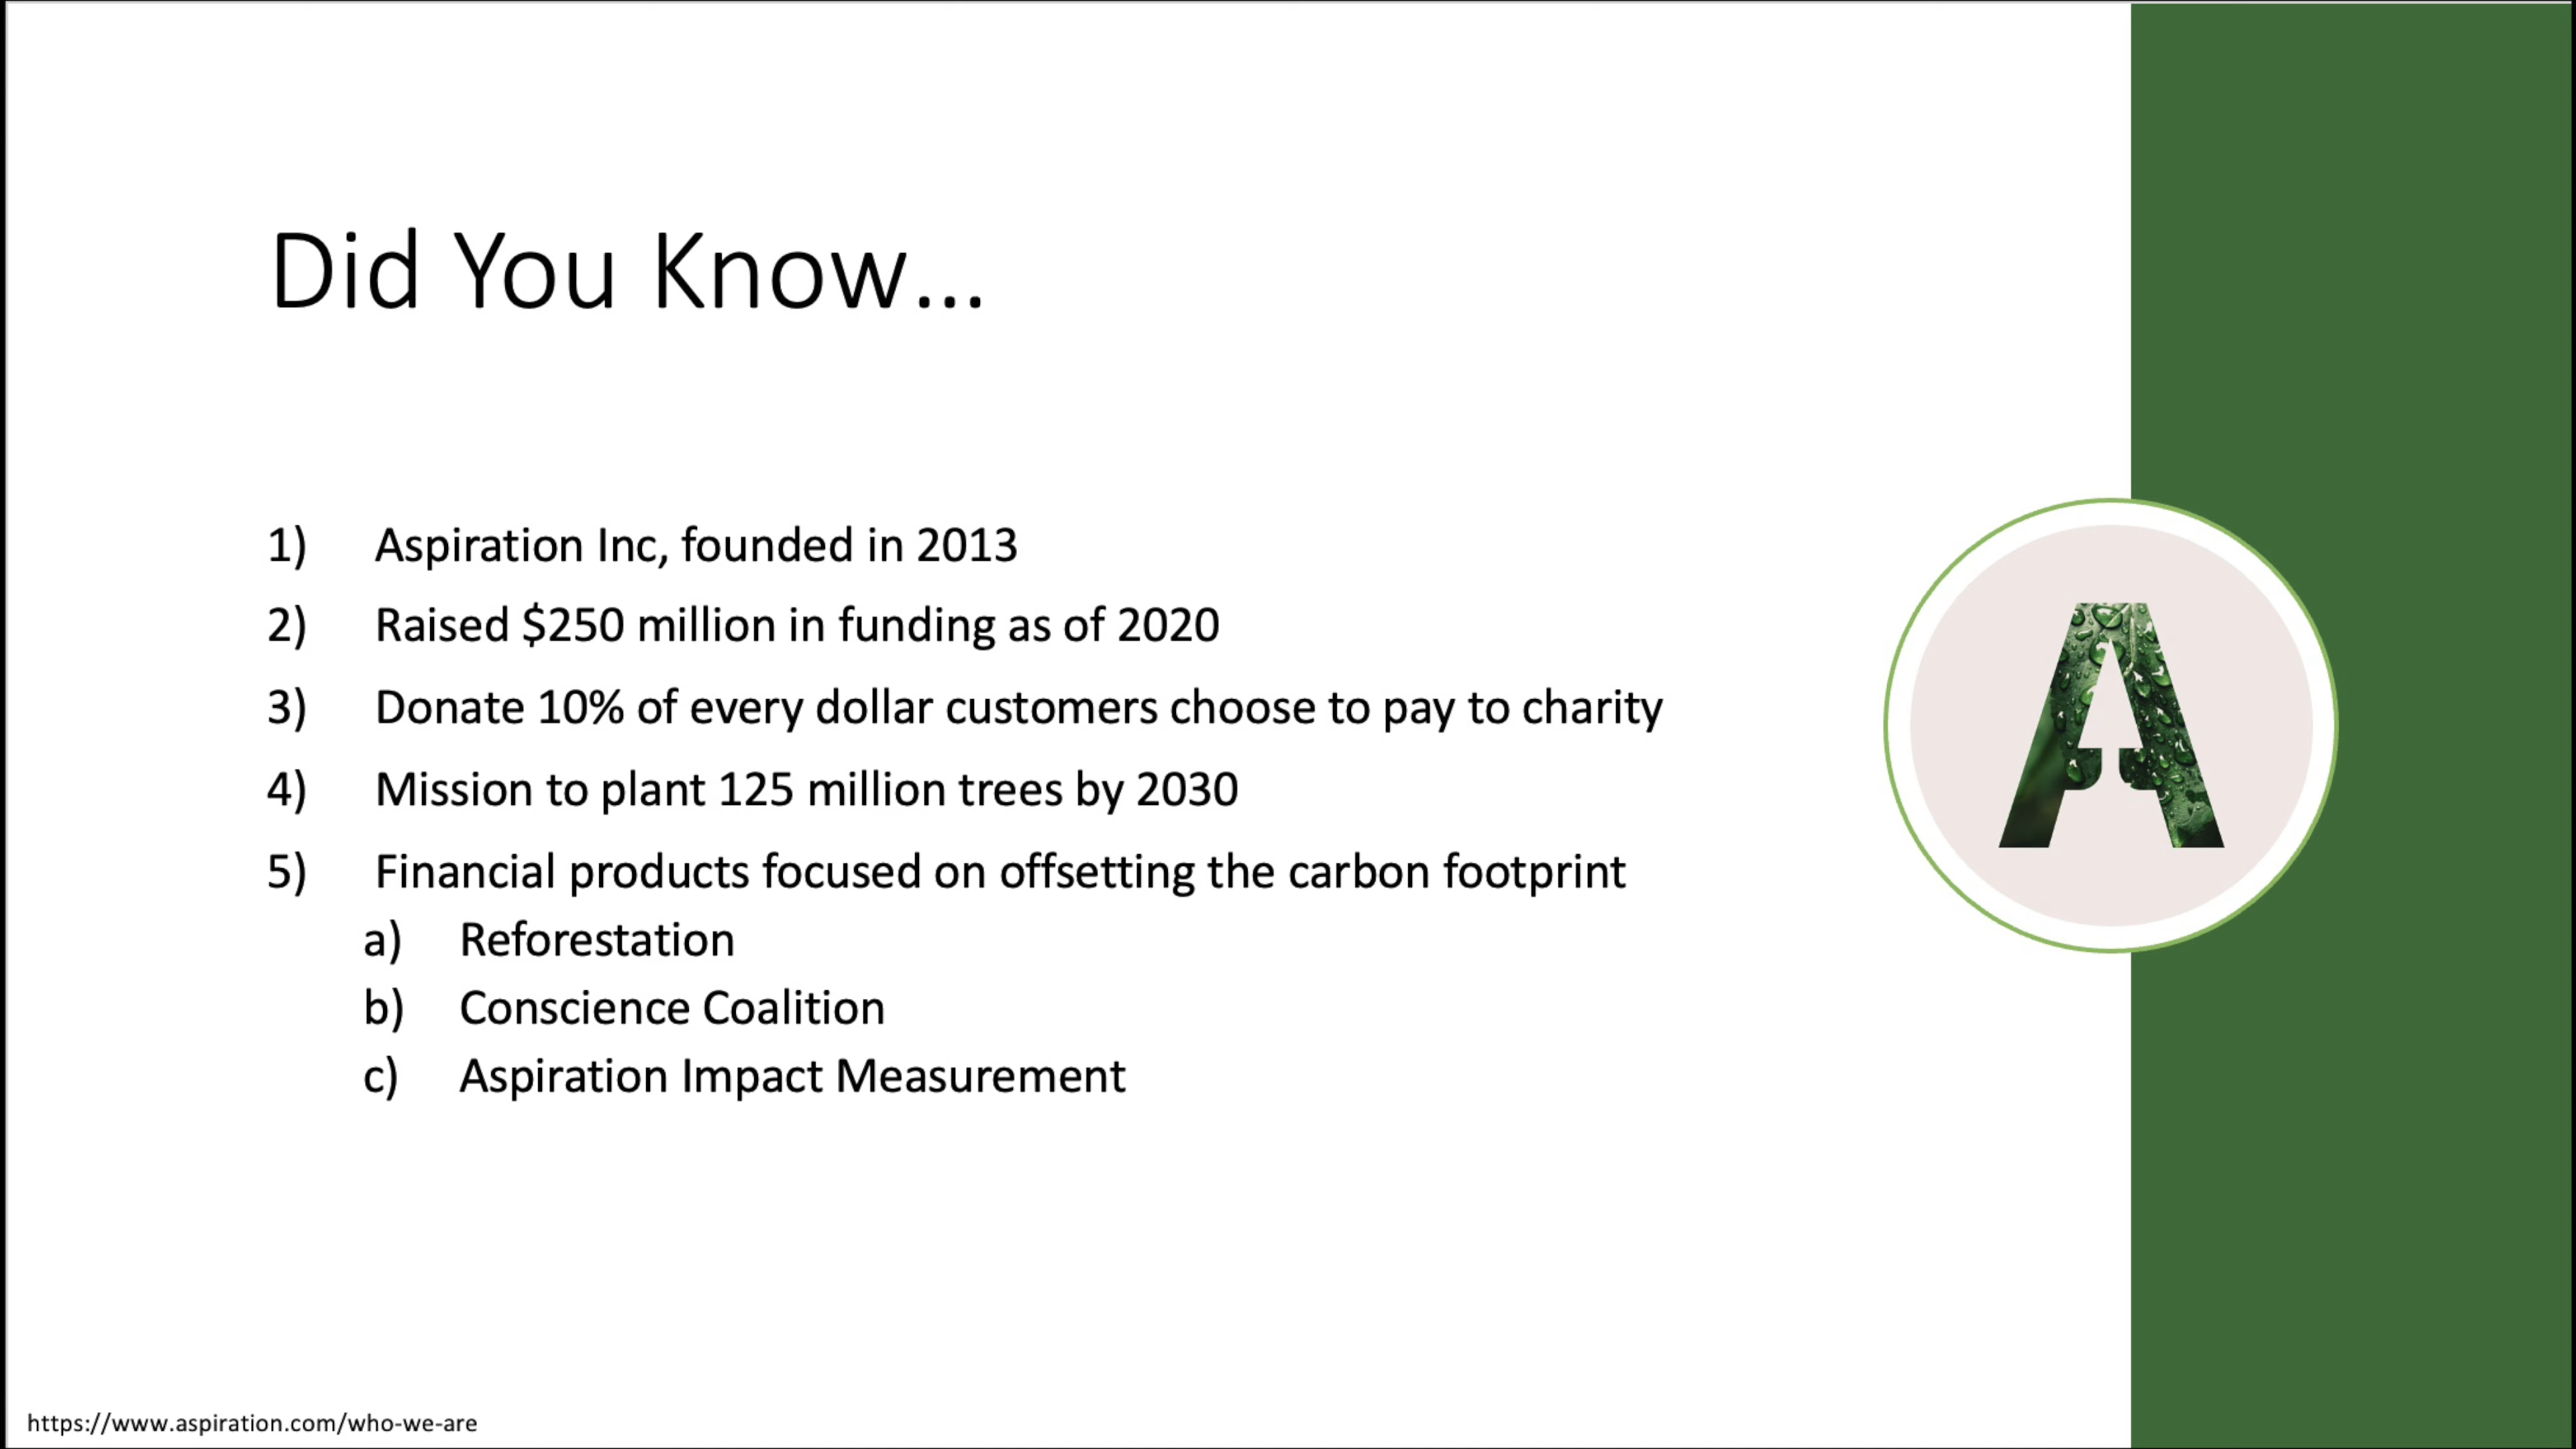 Did You Know...
1) Aspiration Inc, founded in 2013
2) Raised $250 million in funding as of 2020
3) Donate 10% of every dollar customers choose to pay to charity
4) Mission to plant 125 million trees by 2030
5) Financial products focused on offsetting the carbon footprint
a) Reforestation
b) Conscience Coalition
c) Aspiration Impact Measurement
A
https://www.aspiration.com/who-we-are